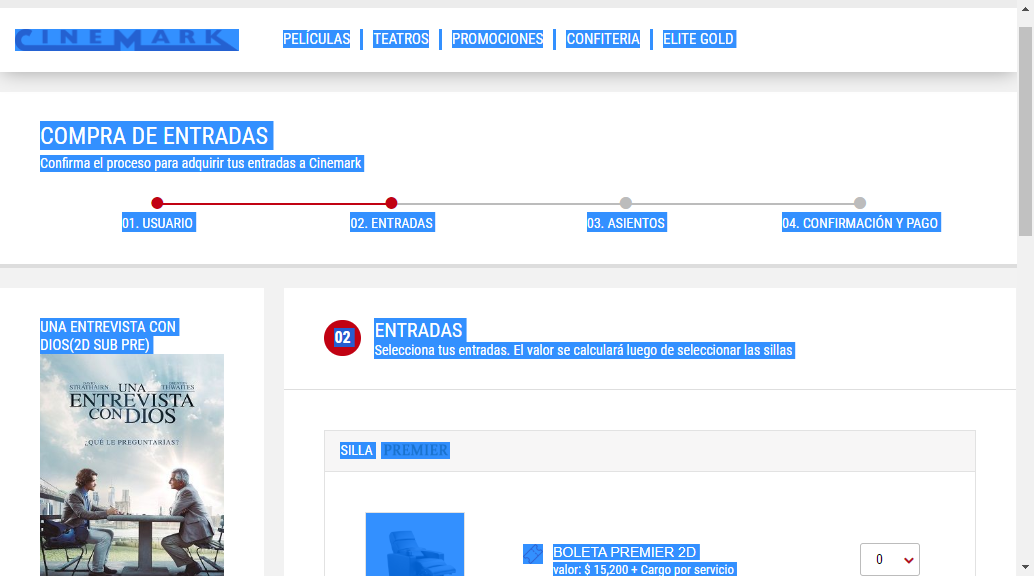 CINEMARK
PELÍCULAS TEATROS PROMOCIONES CONFITERIA ELITE GOLD
COMPRA DE ENTRADAS
Confirma el proceso para adquirir tus entradas a Cinemark
01. USUARIO 02. ENTRADAS 03. ASIENTOS 04. CONFIRMACIÓN Y PAGO
UNA ENTREVISTA CON
DIOS(2D SUB PRE)
STRATHAIRN THWAITES
UNA
ENTREVISTA
CON DIOS
¿QUÉ LE PREGUNTARÍAS?
02
ENTRADAS
Selecciona tus entradas. El valor se calculará luego de seleccionar las sillas
SILLA PREMIER
BOLETA PREMIER 2D
valor: $ 15,200 + Cargo por servicio
0